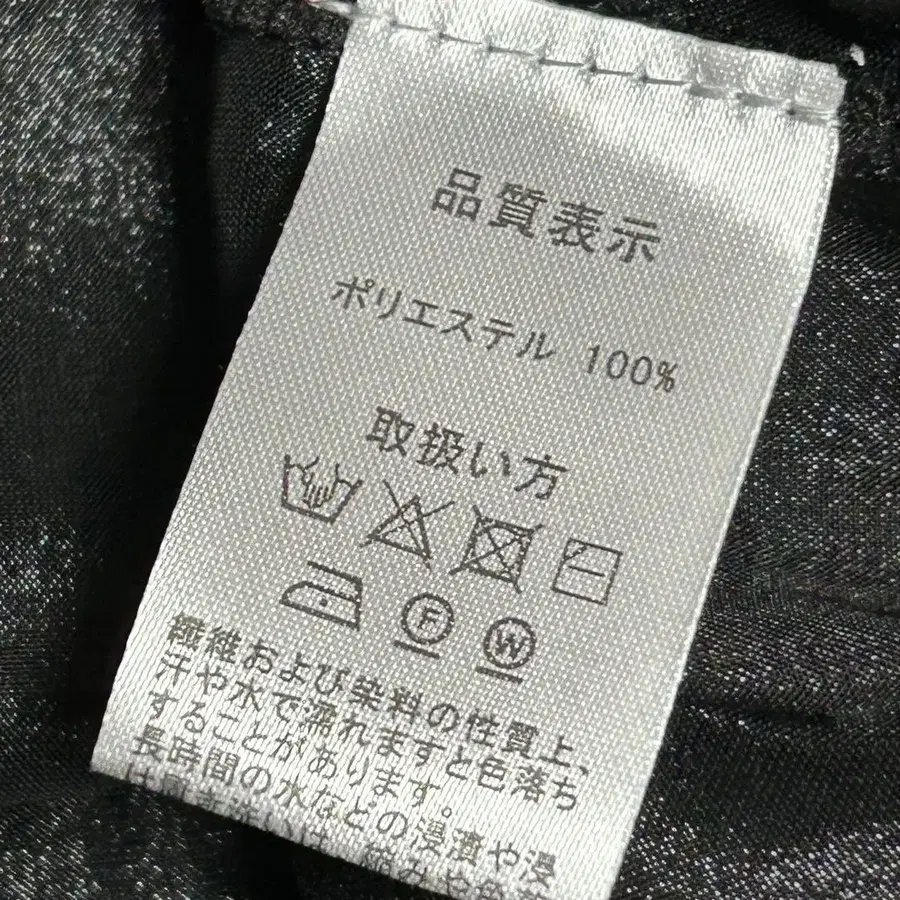 品質表示
ポリエステル 100%
取扱い方
F W
繊維および染料の性質上、
汗や水で濡れますと色落ち
することがあります。
長時間の水などの浸漬や浸